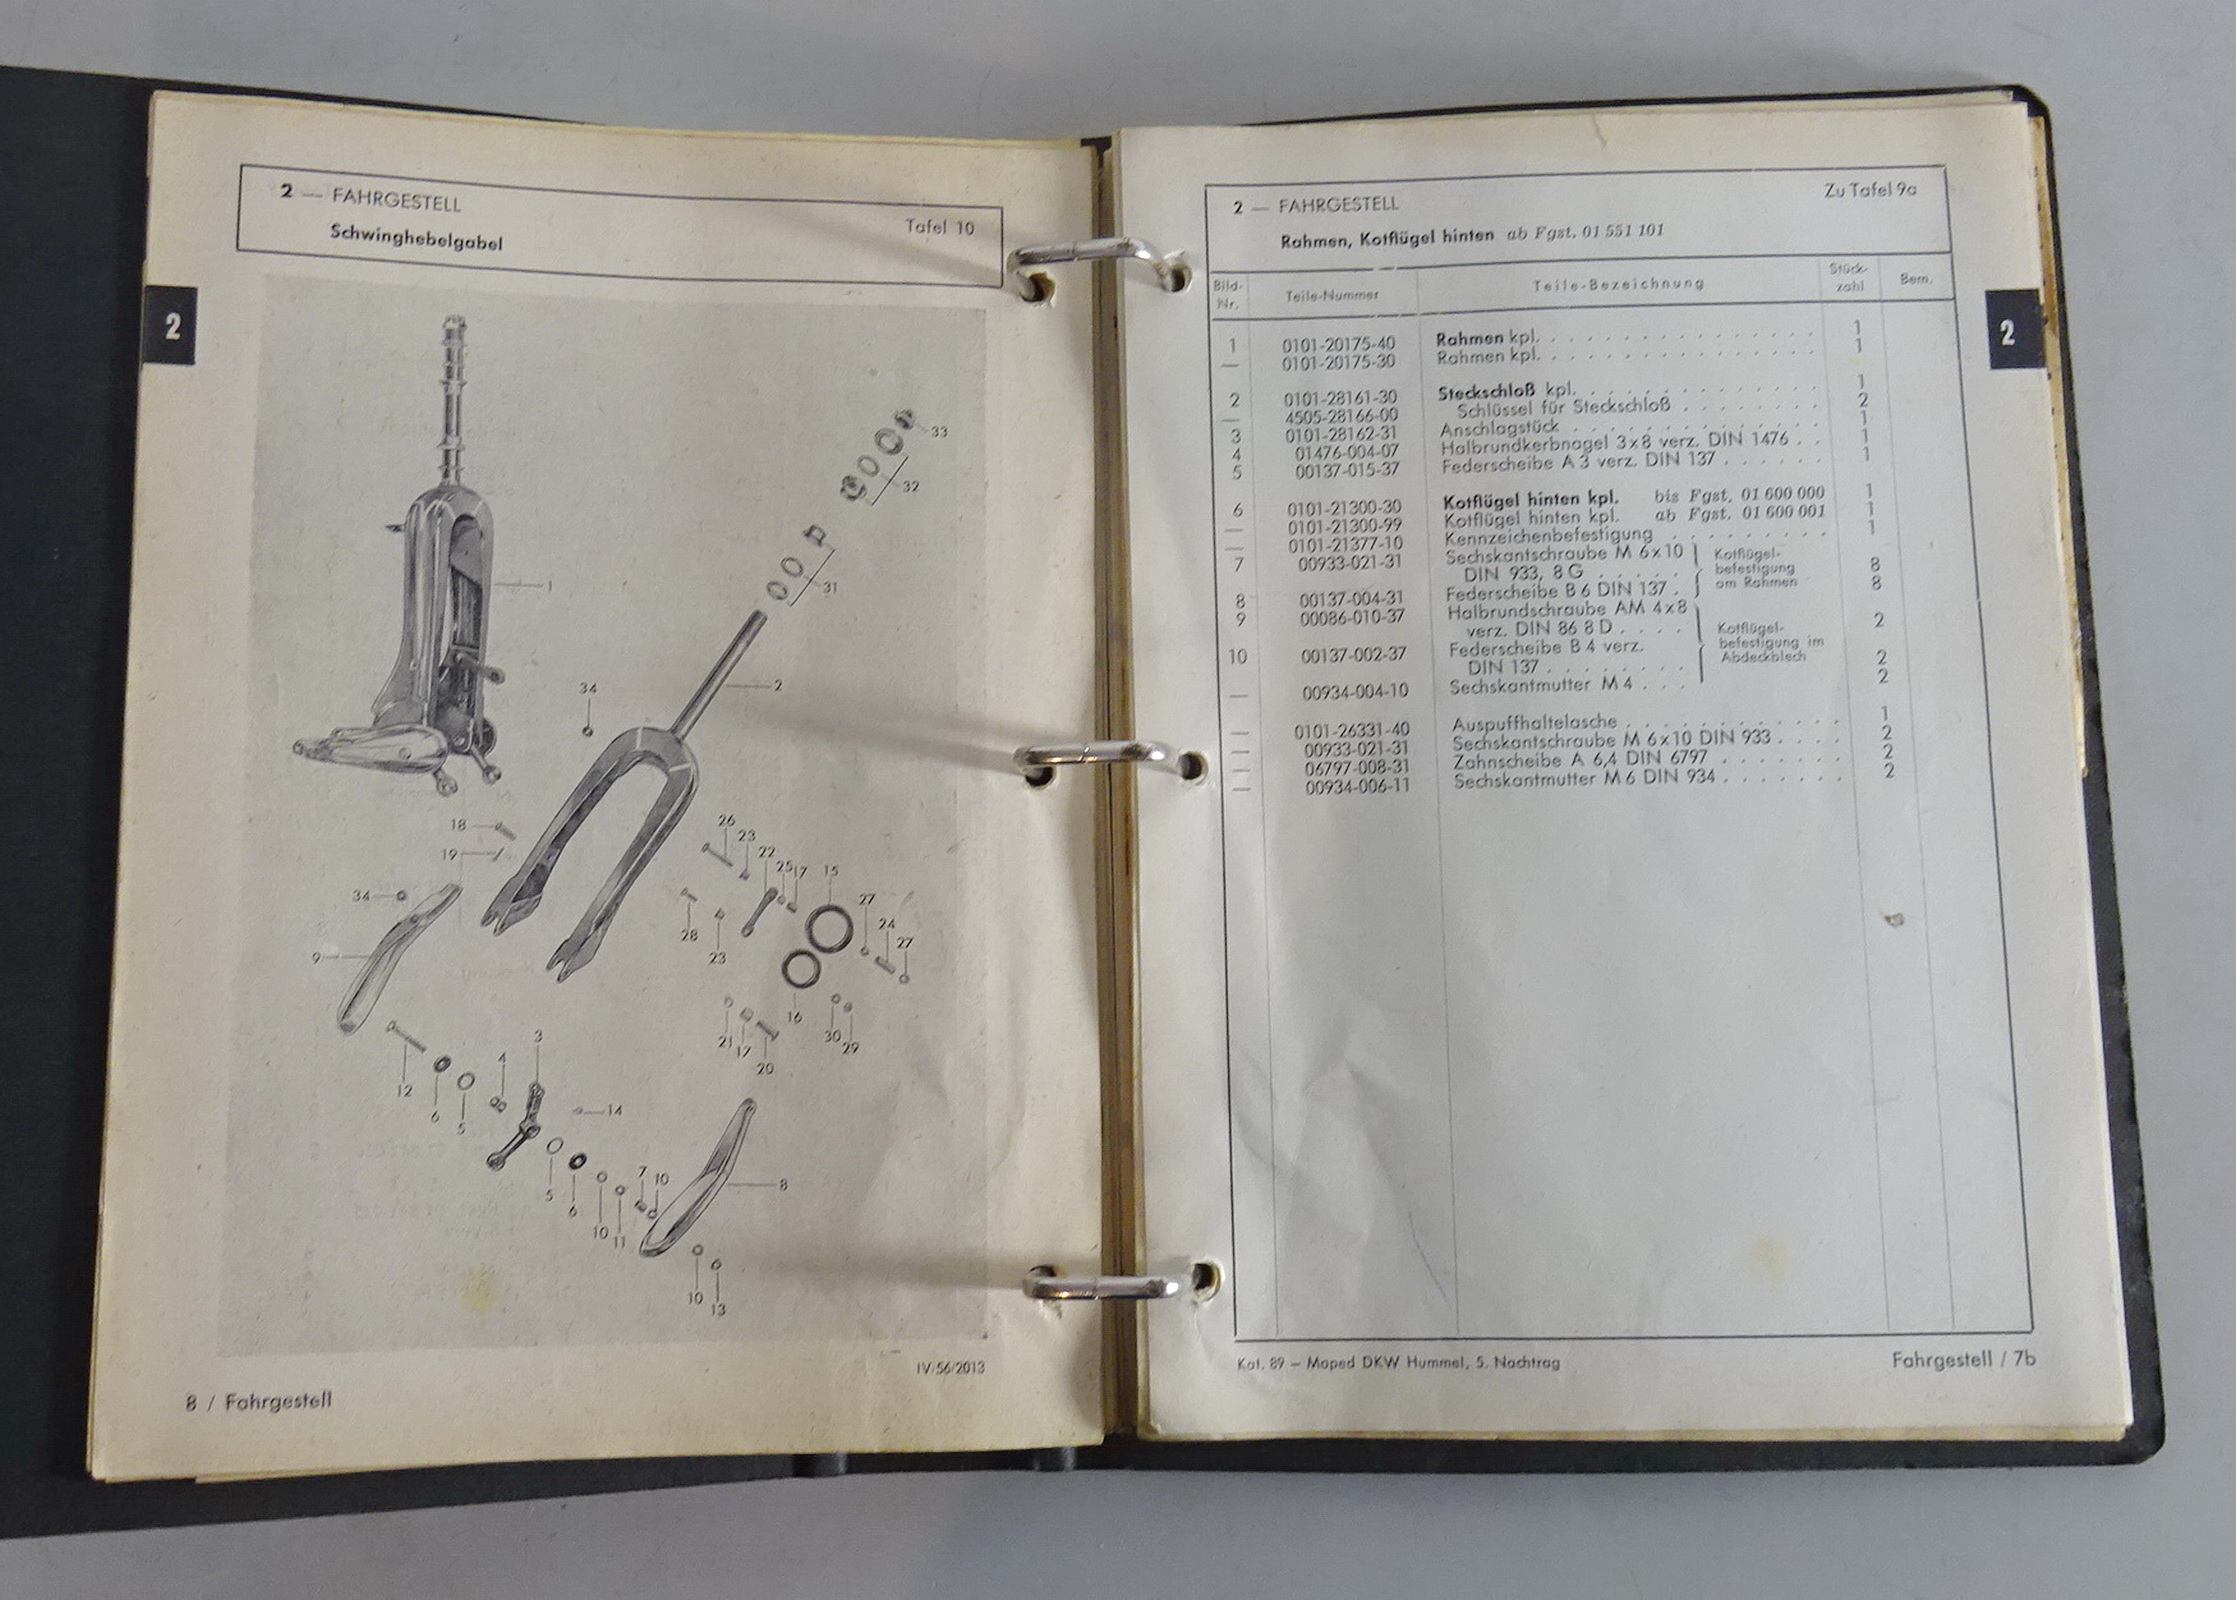 2 — FAHRGESTELL
Schwinghebelgabel
Tafel 10
2
33
32
31
1
2
34
18
19
34
9
26
23
22
25
17
15
27
24
27
28
23
16
21
17
20
30
29
12
6
5
4
3
14
5
6
10
11
7
10
8
10
13
IV/56/2013
8 / Fahrgestell
2 — FAHRGESTELL
Zu Tafel 9a
Rahmen, Kotflügel hinten ab Fgst. 01 551 101
Bild-Nr. Teile-Nummer Teile-Bezeichnung Stück-zahl Bem.
2
1 0101-20175-40 Rahmen kpl. . . . . . . . . . . . . . . . 1
— 0101-20175-30 Rahmen kpl. . . . . . . . . . . . . . . . 1
2 0101-28161-30 Steckschloß kpl. . . . . . . . . . . . . . 1
— 4505-28166-00 Schlüssel für Steckschloß . . . . . . . . 2
3 0101-28162-31 Anschlagstück . . . . . . . . . . . . . . 1
4 01476-004-07 Halbrundkerbnagel 3x8 verz. DIN 1476 . . 1
5 00137-015-37 Federscheibe A 3 verz. DIN 137 . . . . . . 1
6 0101-21300-30 Kotflügel hinten kpl. bis Fgst. 01 600 000 1
— 0101-21300-99 Kotflügel hinten kpl. ab Fgst. 01 600 001 1
— 0101-21377-10 Kennzeichenbefestigung . . . . . . . . . 1
7 00933-021-31 Sechskantschraube M 6x10
DIN 933, 8 G . . . . . 8
8 00137-004-31 Federscheibe B 6 DIN 137 . 8
Kotflügel-
befestigung
am Rahmen
9 00086-010-37 Halbrundschraube AM 4x8
verz. DIN 86 8 D . . . . 2
10 00137-002-37 Federscheibe B 4 verz.
DIN 137 . . . . . . . . 2
— 00934-004-10 Sechskantmutter M 4 . . . 2
Kotflügel-
befestigung im
Abdeckblech
— 0101-26331-40 Auspuffhaltelasche . . . . . . . . . . . . 1
— 00933-021-31 Sechskantschraube M 6x10 DIN 933 . . . . 2
— 06797-008-31 Zahnscheibe A 6,4 DIN 6797 . . . . . . . 2
— 00934-006-11 Sechskantmutter M 6 DIN 934 . . . . . . . 2
Kat. 89 – Moped DKW Hummel, 5. Nachtrag
Fahrgestell / 7b